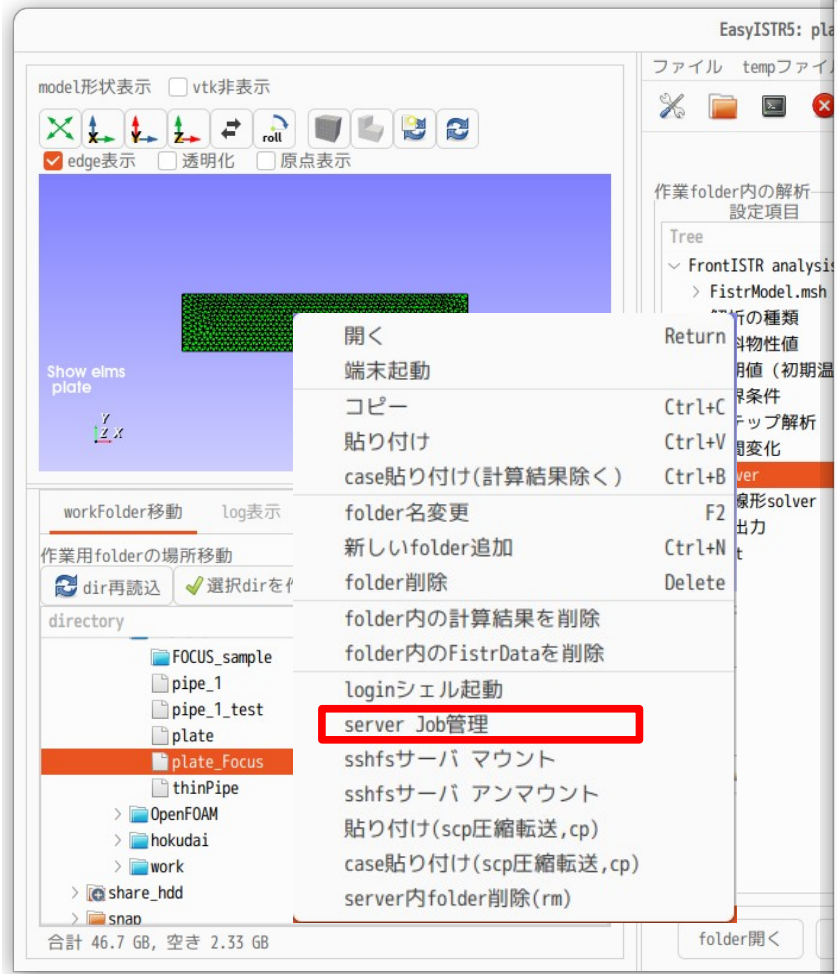 EasyISTR5: pla
ファイル tempファイ
model形状表示 vtk非表示
roll
edge表示 透明化 原点表示
作業folder内の解析
設定項目
Tree
FrontISTR analysis
FistrModel.msh
の種類
物性値
期値（初期温
界条件
テップ解析
間変化
ver
線形solver
出力
t
Show elms
plate
Y
Z X
開く Return
端末起動
コピー Ctrl+C
貼り付け Ctrl+V
case貼り付け(計算結果除く) Ctrl+B
folder名変更 F2
新しいfolder追加 Ctrl+N
folder削除 Delete
folder内の計算結果を削除
folder内のFistrDataを削除
loginシェル起動
server Job管理
sshfsサーバ マウント
sshfsサーバ アンマウント
貼り付け(scp圧縮転送,cp)
case貼り付け(scp圧縮転送,cp)
server内folder削除(rm)
workFolder移動 log表示
作業用folderの場所移動
dir再読込 選択dirを
directory
FOCUS_sample
pipe_1
pipe_1_test
plate
plate_Focus
thinPipe
OpenFOAM
hokudai
work
share_hdd
snap
合計 46.7 GB, 空き 2.33 GB
folder開く